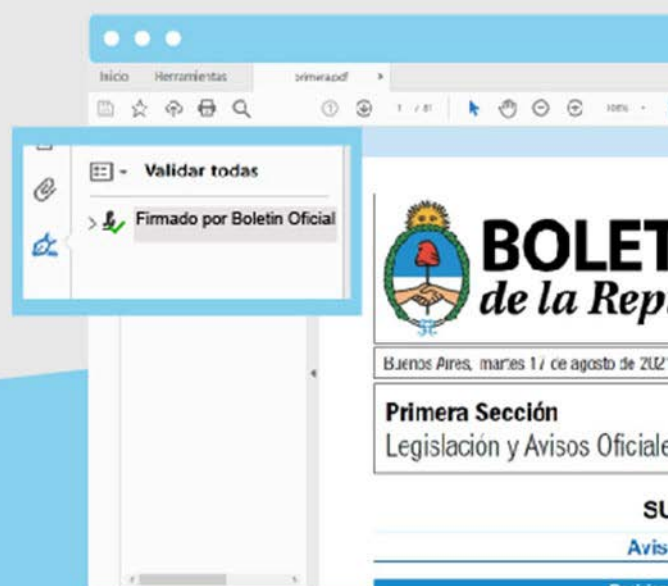 Inicio Herramientas primera.pdf
Validar todas
Firmado por Boletin Oficial
BOLET
de la Rep
Buenos Aires, martes 17 de agosto de 2021
Primera Sección
Legislación y Avisos Oficiale
SU
Avis